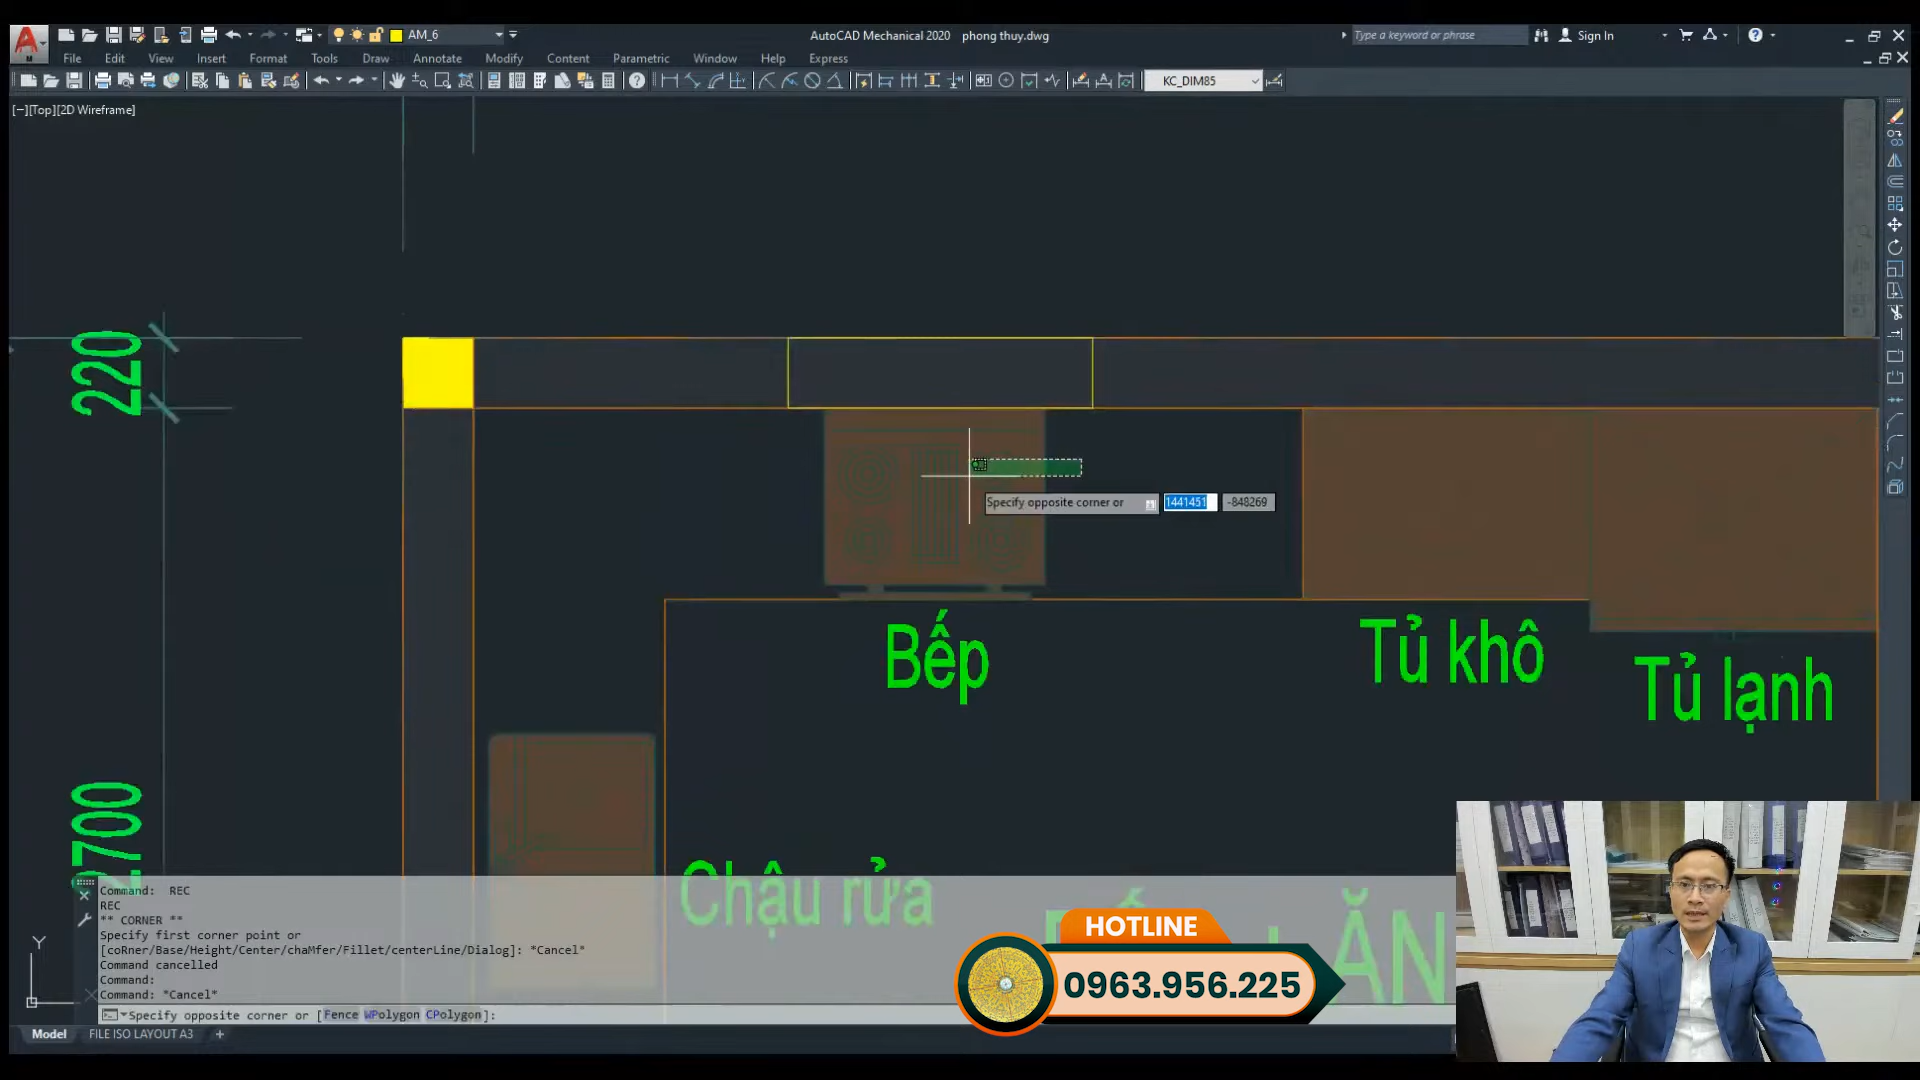 AM_6
AutoCAD Mechanical 2020 phong thuy.dwg
Type a keyword or phrase
Sign In
File Edit View Insert Format Tools Draw Annotate Modify Content Parametric Window Help Express
KC_DIM85
[−][Top][2D Wireframe]
220
Specify opposite corner or
1441451
-848269
Bếp
Tủ khô
Tủ lạnh
2700
Chậu rửa
ĂN
Command: REC
REC
** CORNER **
Specify first corner point or
[coRner/Base/Height/Center/chaMfer/Fillet/centerLine/Dialog]: *Cancel*
Command cancelled
Command:
Command: *Cancel*
Specify opposite corner or [Fence WPolygon CPolygon]:
HOTLINE
0963.956.225
Y
Model FILE ISO LAYOUT A3 +